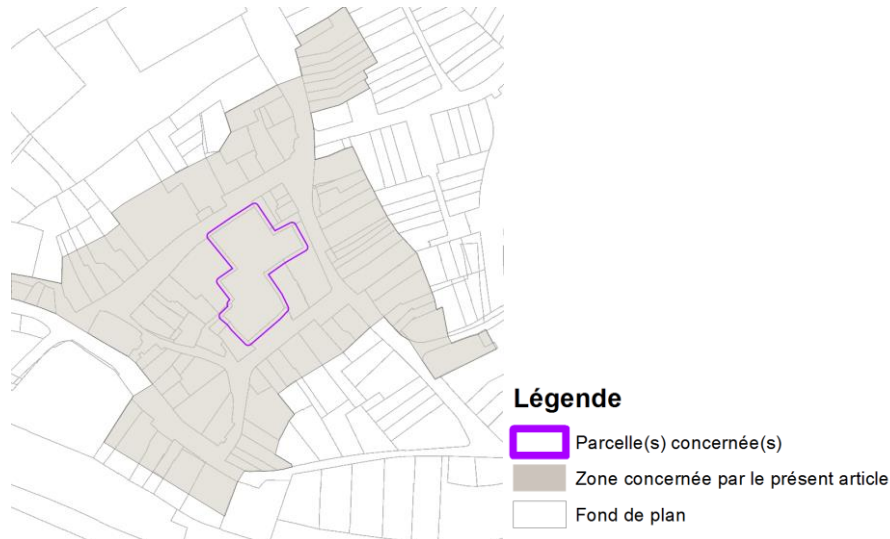 Légende
Parcelle(s) concernée(s)
Zone concernée par le présent article
Fond de plan